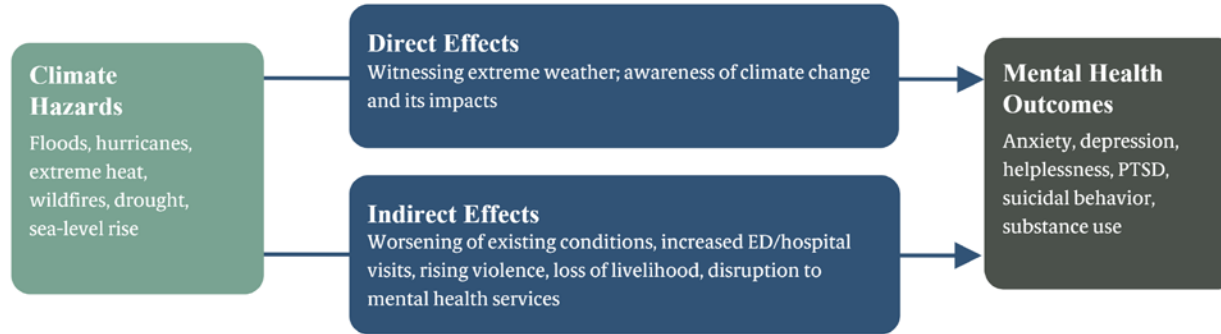 Climate
Hazards
Floods, hurricanes,
extreme heat,
wildfires, drought,
sea-level rise
Direct Effects
Witnessing extreme weather; awareness of climate change
and its impacts
Indirect Effects
Worsening of existing conditions, increased ED/hospital
visits, rising violence, loss of livelihood, disruption to
mental health services
Mental Health
Outcomes
Anxiety, depression,
helplessness, PTSD,
suicidal behavior,
substance use